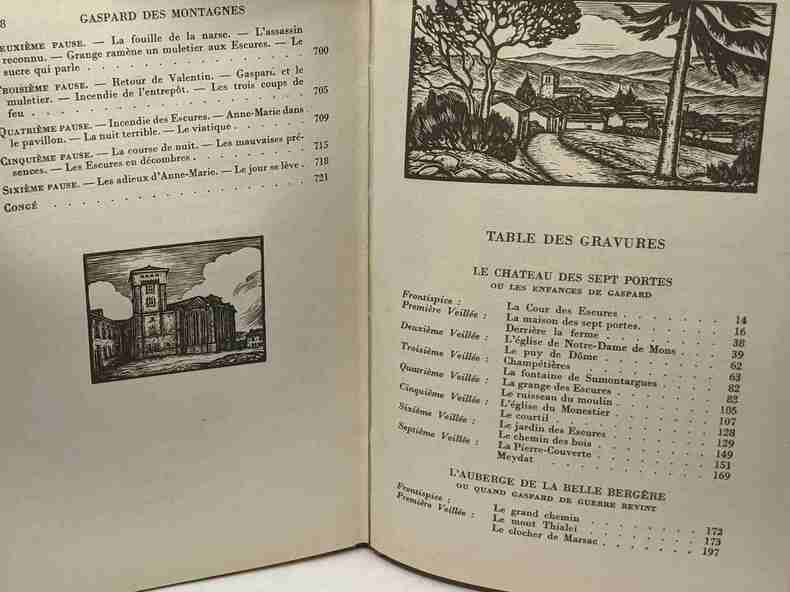 8 GASPARD DES MONTAGNES
EUXIÈME PAUSE. — La fouille de la narse. — L'assassin
reconnu. — Grange ramène un muletier aux Escures. — Le
sucre qui parle . . . . . . . . . . 700
TROISIÈME PAUSE. — Retour de Valentin. — Gaspard et le
muletier. — Incendie de l'entrepôt. — Les trois coups de
feu . . . . . . . . . . 705
QUATRIÈME PAUSE. — Incendie des Escures. — Anne-Marie dans
le pavillon. — La nuit terrible. — Le viatique . . . . 709
CINQUIÈME PAUSE. — La course de nuit. — Les mauvaises pré-
sences. — Les Escures en décombres . . . . . . 715
SIXIÈME PAUSE. — Les adieux d'Anne-Marie. — Le jour se lève . 718
CONGÉ . . . . . . . . . . 721
TABLE DES GRAVURES
LE CHATEAU DES SEPT PORTES
OU LES ENFANCES DE GASPARD
Frontispice : La Cour des Escures . . . . . . 14
Première Veillée : La maison des sept portes. . . . . . 16
Derrière la ferme . . . . . . 38
Deuxième Veillée : L'église de Notre-Dame de Mons . . . . 39
Le puy de Dôme . . . . . . 62
Troisième Veillée : Champétières . . . . . . 63
La fontaine de Sumontargues . . . . . 82
Quatrième Veillée : La grange des Escures . . . . . . 83
Le ruisseau du moulin . . . . . . 105
Cinquième Veillée : L'église du Monestier . . . . . . 107
Le courtil . . . . . . 128
Sixième Veillée : Le jardin des Escures . . . . . . 129
Le chemin des bois . . . . . . 149
Septième Veillée : La Pierre-Couverte . . . . . . 151
Meydat . . . . . . 169
L'AUBERGE DE LA BELLE BERGÈRE
OU QUAND GASPARD DE GUERRE REVINT
Frontispice : Le grand chemin . . . . . . 172
Première Veillée : Le mont Thialei . . . . . . 173
Le clocher de Marsac . . . . . . 197